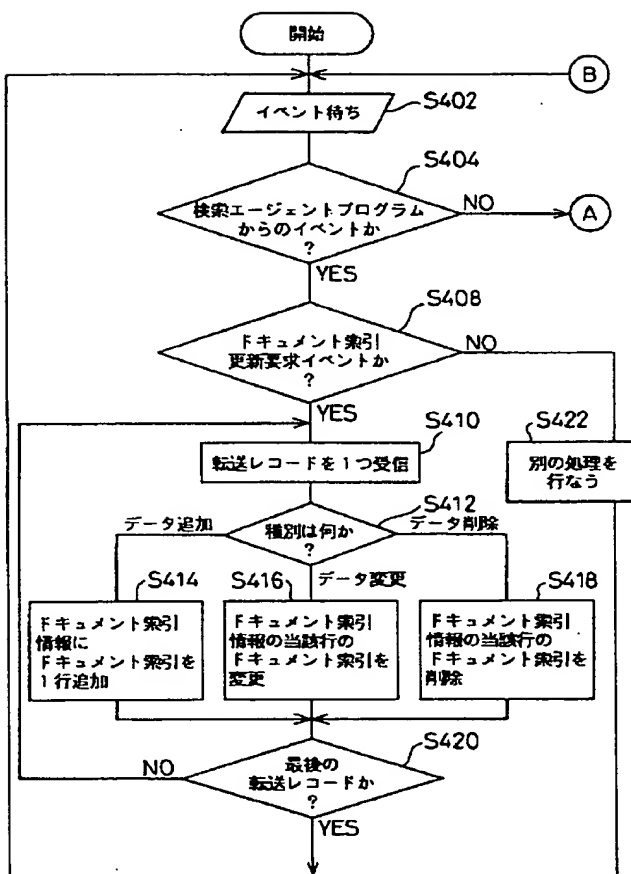 開始
B
イベント待ち
S402
S404
検索エージェントプログラム
からのイベントか
?
NO
A
YES
S408
ドキュメント索引
更新要求イベントか
?
NO
YES
S410
転送レコードを1つ受信
S422
別の処理を
行なう
S412
種別は何か
?
データ追加
データ削除
データ変更
S414
ドキュメント索引
情報に
ドキュメント索引を
1行追加
S416
ドキュメント索引
情報の当該行の
ドキュメント索引を
変更
S418
ドキュメント索引
情報の当該行の
ドキュメント索引を
削除
S420
最後の
転送レコードか
?
NO
YES